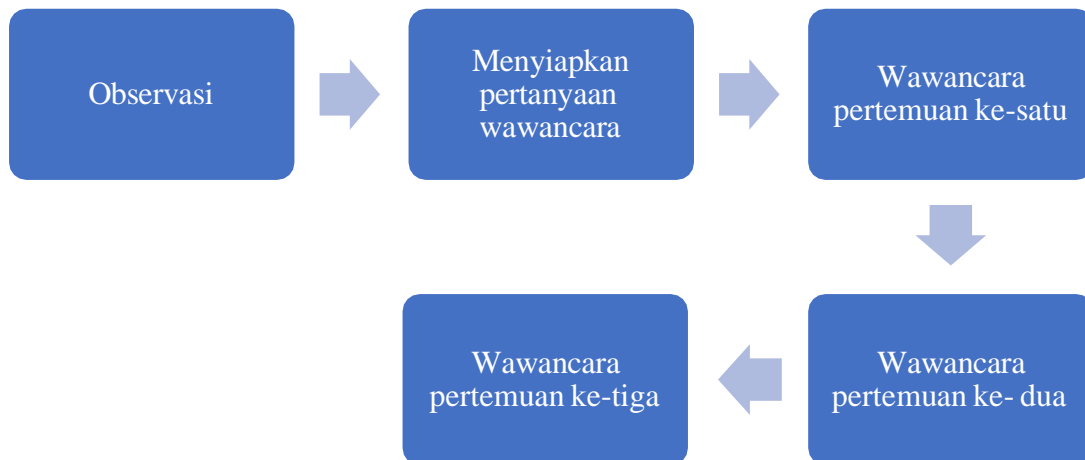 Observasi
Menyiapkan
pertanyaan
wawancara
Wawancara
pertemuan ke-satu
Wawancara
pertemuan ke- dua
Wawancara
pertemuan ke-tiga